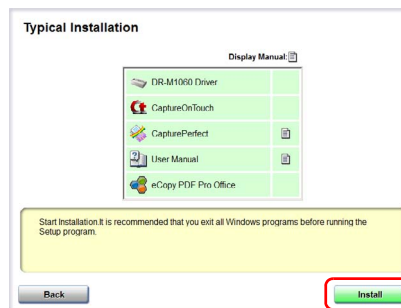 Typical Installation
Display Manual:
DR-M1060 Driver
CaptureOnTouch
CapturePerfect
User Manual
eCopy PDF Pro Office
Start Installation.It is recommended that you exit all Windows programs before running the
Setup program.
Back
Install